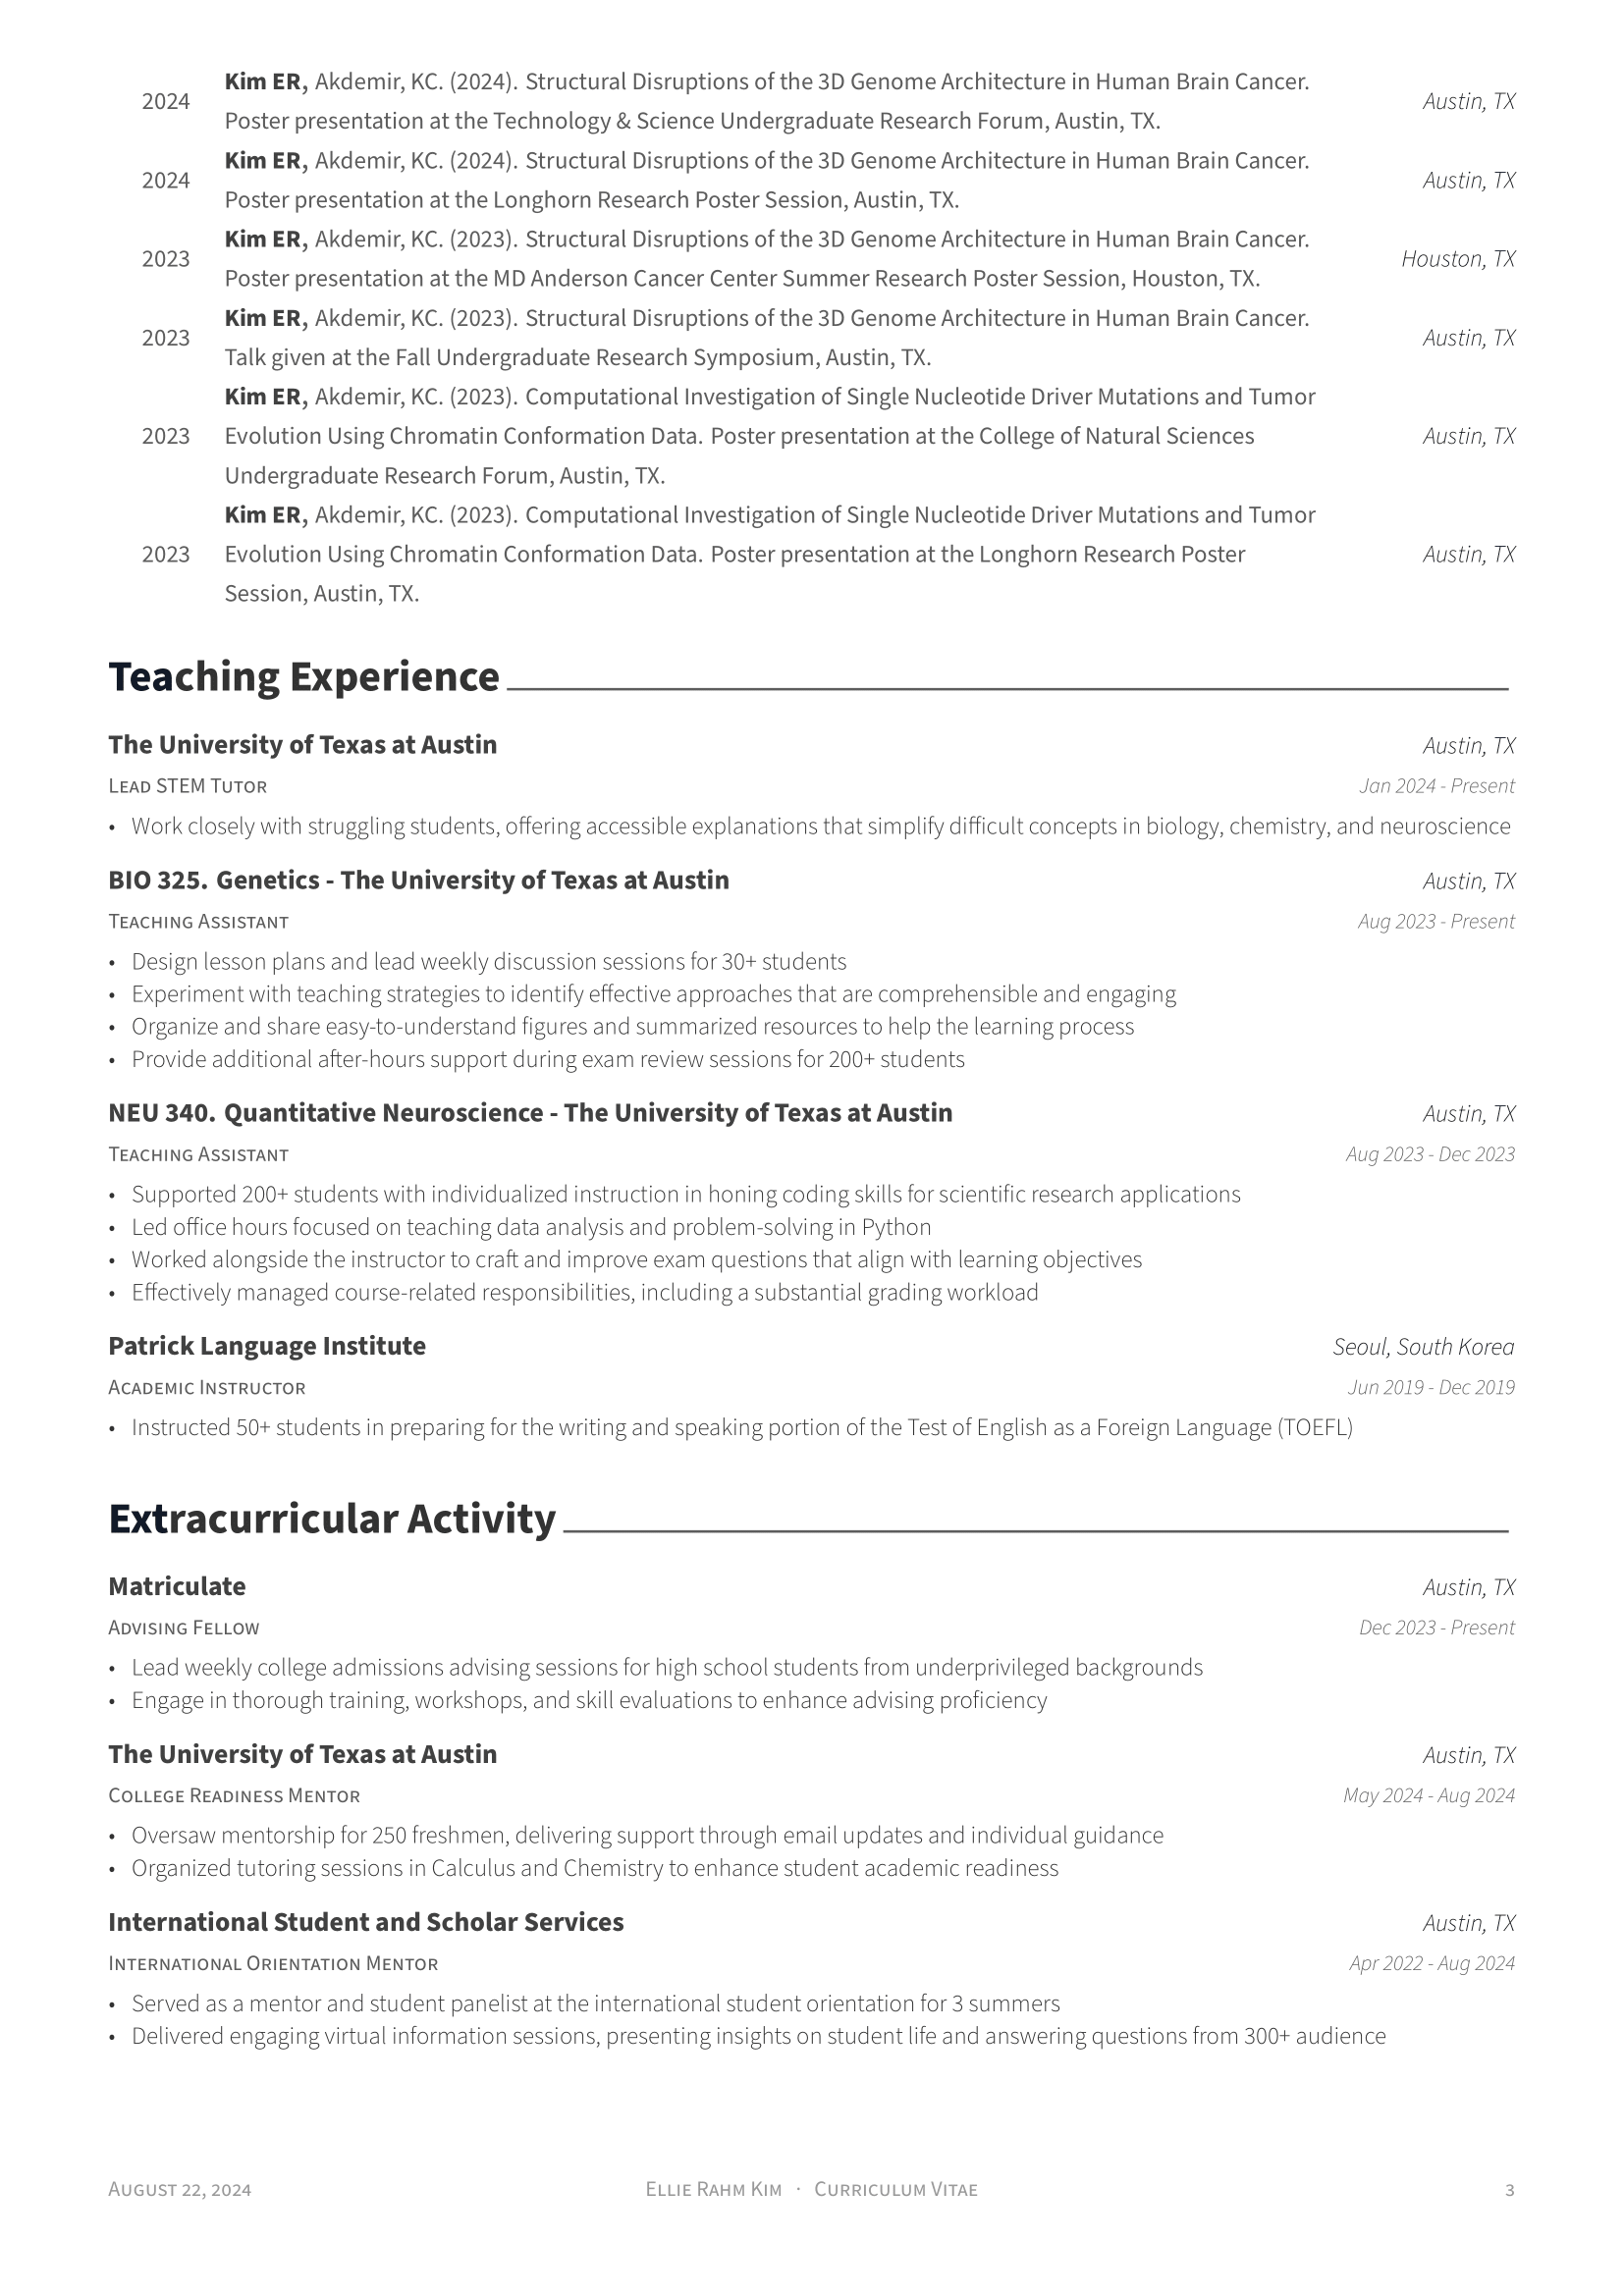 Kim ER, Akdemir, KC. (2024). Structural Disruptions of the 3D Genome Architecture in Human Brain Cancer.
2024 Austin, TX
Poster presentation at the Technology & Science Undergraduate Research Forum, Austin, TX.
Kim ER, Akdemir, KC. (2024). Structural Disruptions of the 3D Genome Architecture in Human Brain Cancer.
2024 Austin, TX
Poster presentation at the Longhorn Research Poster Session, Austin, TX.
Kim ER, Akdemir, KC. (2023). Structural Disruptions of the 3D Genome Architecture in Human Brain Cancer.
2023 Houston, TX
Poster presentation at the MD Anderson Cancer Center Summer Research Poster Session, Houston, TX.
Kim ER, Akdemir, KC. (2023). Structural Disruptions of the 3D Genome Architecture in Human Brain Cancer.
2023 Austin, TX
Talk given at the Fall Undergraduate Research Symposium, Austin, TX.
Kim ER, Akdemir, KC. (2023). Computational Investigation of Single Nucleotide Driver Mutations and Tumor
2023 Evolution Using Chromatin Conformation Data. Poster presentation at the College of Natural Sciences Austin, TX
Undergraduate Research Forum, Austin, TX.
Kim ER, Akdemir, KC. (2023). Computational Investigation of Single Nucleotide Driver Mutations and Tumor
2023 Evolution Using Chromatin Conformation Data. Poster presentation at the Longhorn Research Poster Austin, TX
Session, Austin, TX.
Teaching Experience
The University of Texas at Austin Austin, TX
Lead STEM Tutor Jan 2024 - Present
• Work closely with struggling students, offering accessible explanations that simplify difficult concepts in biology, chemistry, and neuroscience
BIO 325. Genetics - The University of Texas at Austin Austin, TX
Teaching Assistant Aug 2023 - Present
• Design lesson plans and lead weekly discussion sessions for 30+ students
• Experiment with teaching strategies to identify effective approaches that are comprehensible and engaging
• Organize and share easy-to-understand figures and summarized resources to help the learning process
• Provide additional after-hours support during exam review sessions for 200+ students
NEU 340. Quantitative Neuroscience - The University of Texas at Austin Austin, TX
Teaching Assistant Aug 2023 - Dec 2023
• Supported 200+ students with individualized instruction in honing coding skills for scientific research applications
• Led office hours focused on teaching data analysis and problem-solving in Python
• Worked alongside the instructor to craft and improve exam questions that align with learning objectives
• Effectively managed course-related responsibilities, including a substantial grading workload
Patrick Language Institute Seoul, South Korea
Academic Instructor Jun 2019 - Dec 2019
• Instructed 50+ students in preparing for the writing and speaking portion of the Test of English as a Foreign Language (TOEFL)
Extracurricular Activity
Matriculate Austin, TX
Advising Fellow Dec 2023 - Present
• Lead weekly college admissions advising sessions for high school students from underprivileged backgrounds
• Engage in thorough training, workshops, and skill evaluations to enhance advising proficiency
The University of Texas at Austin Austin, TX
College Readiness Mentor May 2024 - Aug 2024
• Oversaw mentorship for 250 freshmen, delivering support through email updates and individual guidance
• Organized tutoring sessions in Calculus and Chemistry to enhance student academic readiness
International Student and Scholar Services Austin, TX
International Orientation Mentor Apr 2022 - Aug 2024
• Served as a mentor and student panelist at the international student orientation for 3 summers
• Delivered engaging virtual information sessions, presenting insights on student life and answering questions from 300+ audience
August 22, 2024 Ellie Rahm Kim · Curriculum Vitae 3